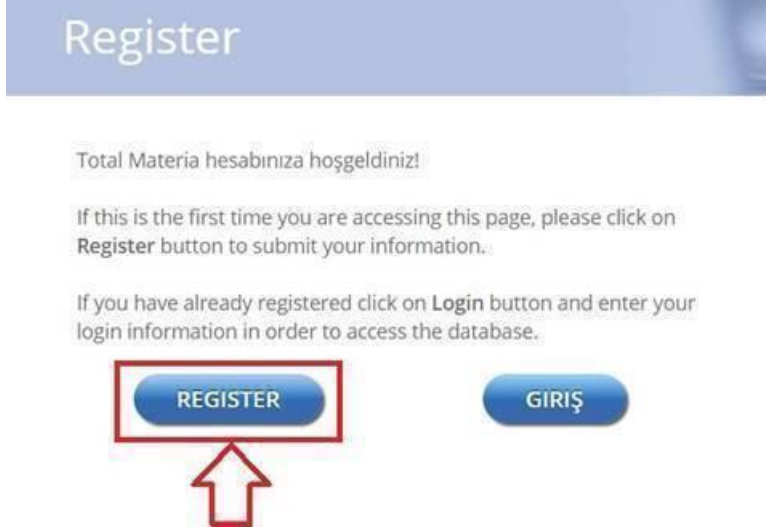 Register
Total Materia hesabınıza hoşgeldiniz!
If this is the first time you are accessing this page, please click on
Register button to submit your information.
If you have already registered click on Login button and enter your
login information in order to access the database.
REGISTER
GIRIŞ